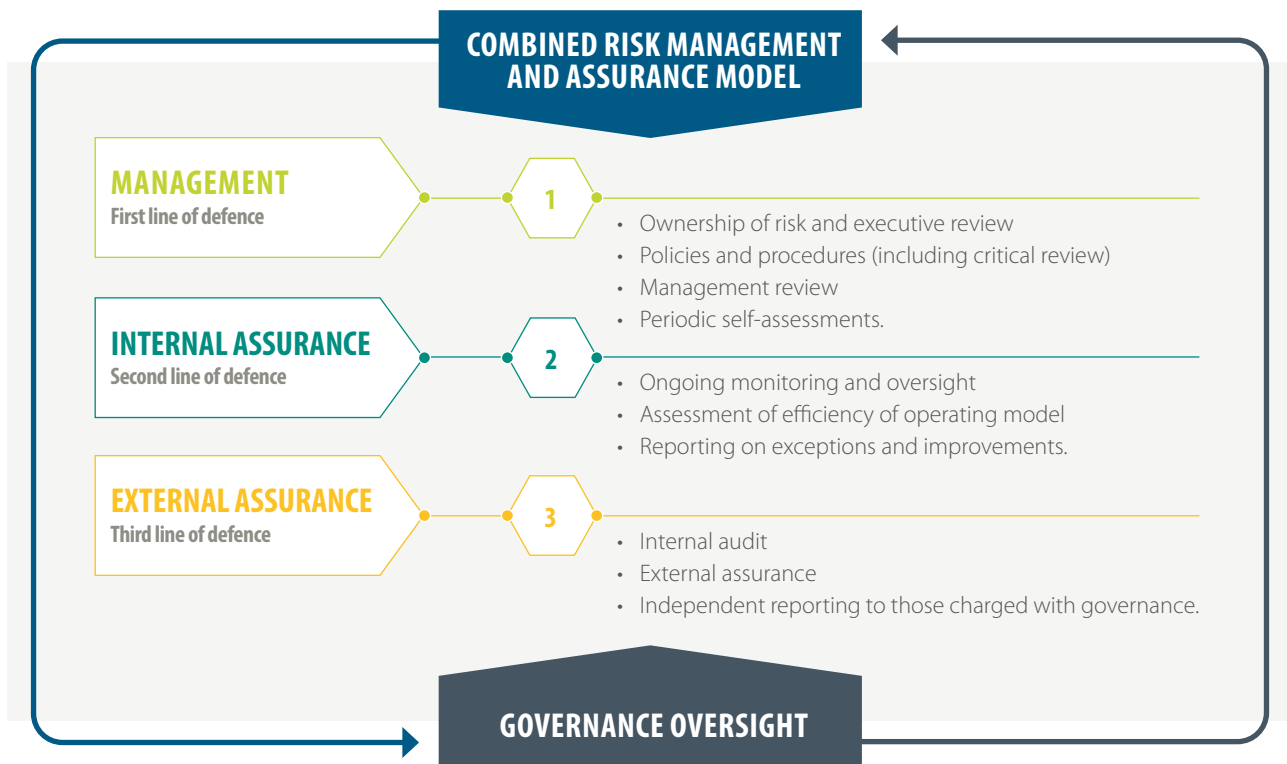 COMBINED RISK MANAGEMENT
AND ASSURANCE MODEL
MANAGEMENT
First line of defence
1
• Ownership of risk and executive review
• Policies and procedures (including critical review)
• Management review
• Periodic self-assessments.
INTERNAL ASSURANCE
Second line of defence
2
• Ongoing monitoring and oversight
• Assessment of efficiency of operating model
• Reporting on exceptions and improvements.
EXTERNAL ASSURANCE
Third line of defence
3
• Internal audit
• External assurance
• Independent reporting to those charged with governance.
GOVERNANCE OVERSIGHT